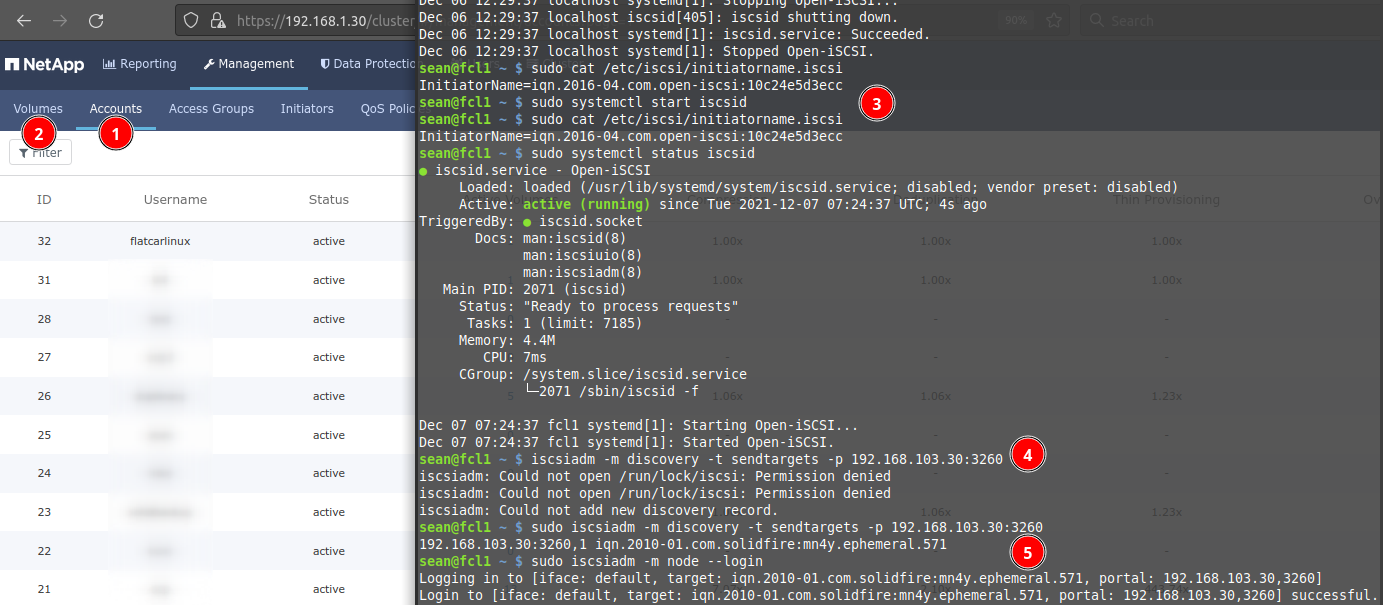 https://192.168.1.30/cluster
90%
Search
NetApp
Reporting
Management
Data Protectio
Volumes
Accounts
Access Groups
Initiators
QoS Polic
2
1
Filter
ID Username Status
32 flatcarlinux active
31 active
28 active
27 active
26 active
25 active
24 active
23 active
22 active
21 active
Dec 06 12:29:37 localhost systemd[1]: Stopping Open-iSCSI...
Dec 06 12:29:37 localhost iscsid[405]: iscsid shutting down.
Dec 06 12:29:37 localhost systemd[1]: iscsid.service: Succeeded.
Dec 06 12:29:37 localhost systemd[1]: Stopped Open-iSCSI.
sean@fcl1 ~ $ sudo cat /etc/iscsi/initiatorname.iscsi
InitiatorName=iqn.2016-04.com.open-iscsi:10c24e5d3ecc
sean@fcl1 ~ $ sudo systemctl start iscsid
3
sean@fcl1 ~ $ sudo cat /etc/iscsi/initiatorname.iscsi
InitiatorName=iqn.2016-04.com.open-iscsi:10c24e5d3ecc
sean@fcl1 ~ $ sudo systemctl status iscsid
● iscsid.service - Open-iSCSI
Loaded: loaded (/usr/lib/systemd/system/iscsid.service; disabled; vendor preset: disabled)
Active: active (running) since Tue 2021-12-07 07:24:37 UTC; 4s ago
Thin Provisioning
TriggeredBy: ● iscsid.socket
Docs: man:iscsid(8)
1.00x 1.00x 1.00x
man:iscsiuio(8)
man:iscsiadm(8)
1.00x 1.00x 1.00x
Main PID: 2071 (iscsid)
Status: "Ready to process requests"
Tasks: 1 (limit: 7185)
- - -
Memory: 4.4M
CPU: 7ms
- - -
CGroup: /system.slice/iscsid.service
└─2071 /sbin/iscsid -f
5 1.06x 1.06x 1.23x
Dec 07 07:24:37 fcl1 systemd[1]: Starting Open-iSCSI...
Dec 07 07:24:37 fcl1 systemd[1]: Started Open-iSCSI.
sean@fcl1 ~ $ iscsiadm -m discovery -t sendtargets -p 192.168.103.30:3260
4
iscsiadm: Could not open /run/lock/iscsi: Permission denied
iscsiadm: Could not open /run/lock/iscsi: Permission denied
iscsiadm: Could not add new discovery record.
1.06x 1.23x
sean@fcl1 ~ $ sudo iscsiadm -m discovery -t sendtargets -p 192.168.103.30:3260
192.168.103.30:3260,1 iqn.2010-01.com.solidfire:mn4y.ephemeral.571
5
sean@fcl1 ~ $ sudo iscsiadm -m node --login
Logging in to [iface: default, target: iqn.2010-01.com.solidfire:mn4y.ephemeral.571, portal: 192.168.103.30,3260]
Login to [iface: default, target: iqn.2010-01.com.solidfire:mn4y.ephemeral.571, portal: 192.168.103.30,3260] successful.